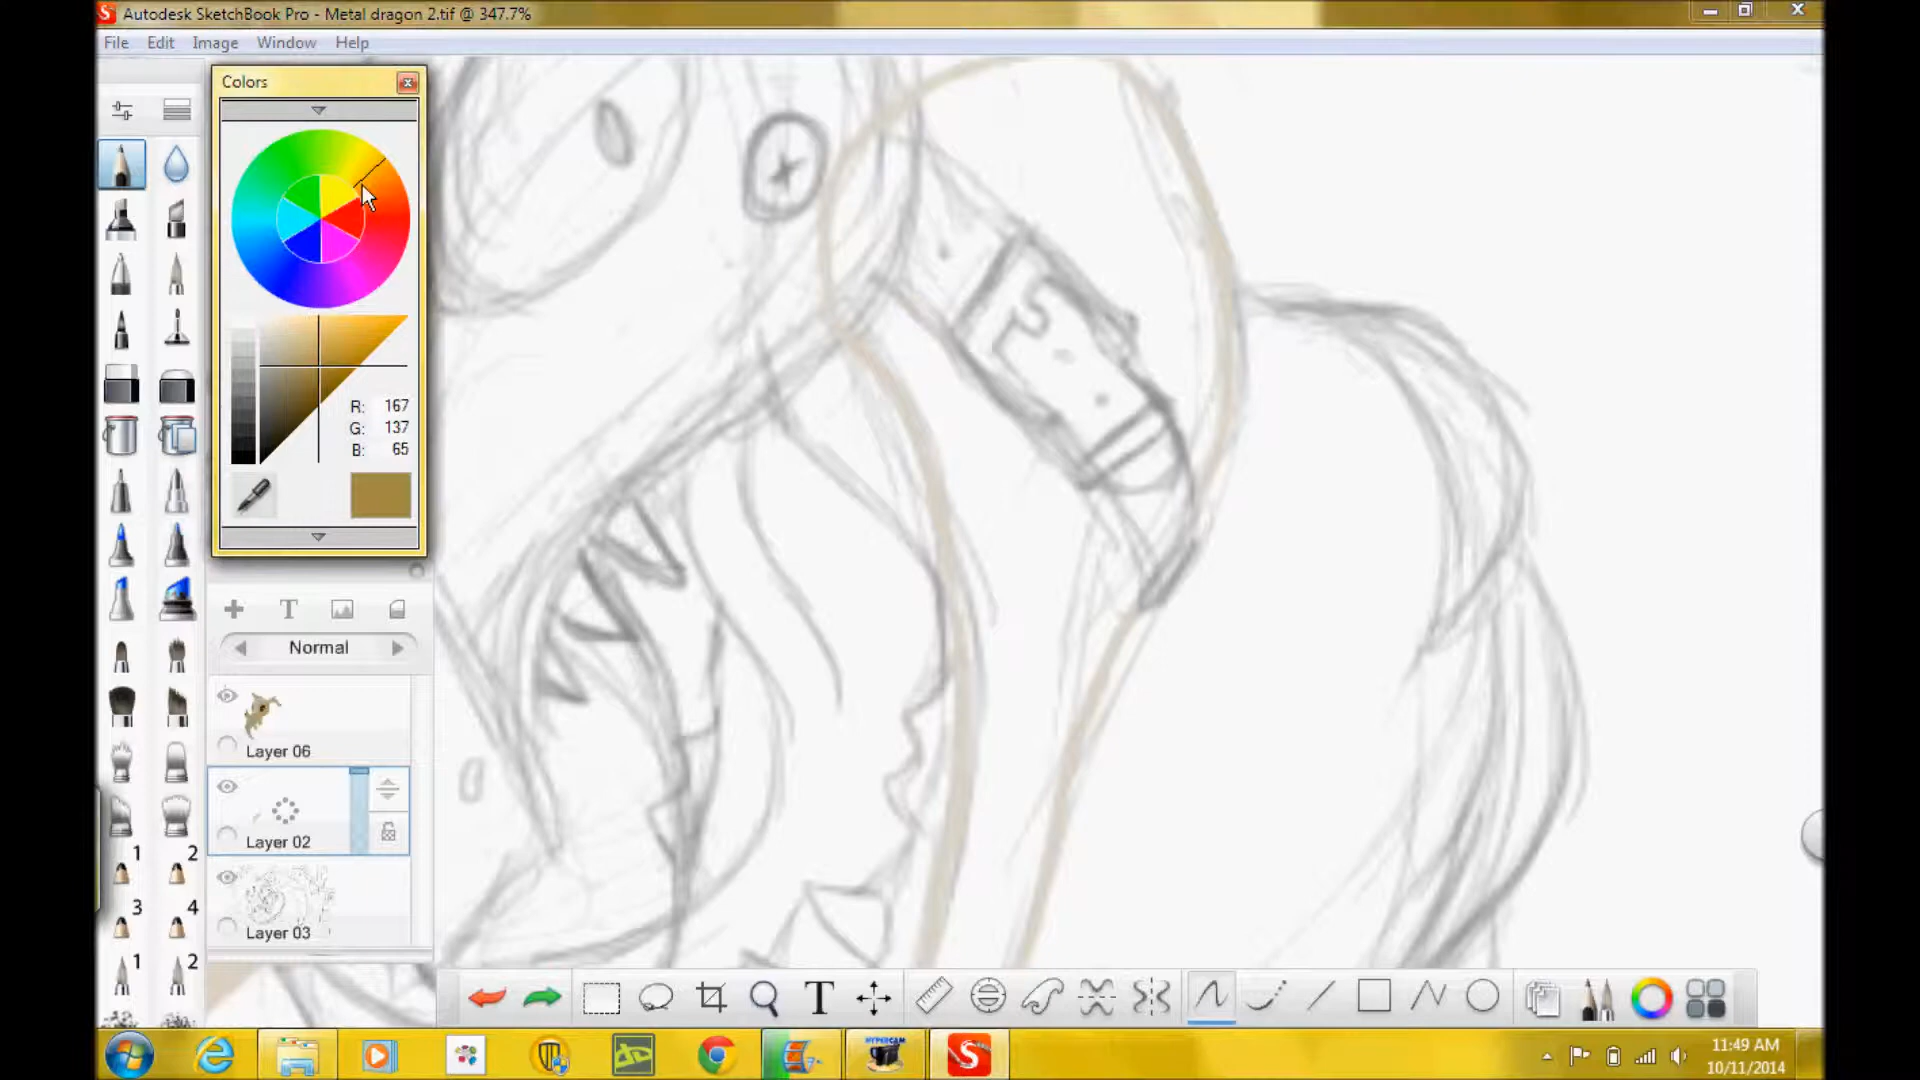 Autodesk SketchBook Pro - Metal dragon 2.tif @ 347.7%
File Edit Image Window Help
Colors
R: 167
G: 137
B: 65
T
Normal
Layer 06
Layer 02
Layer 03
1 2
3 4
1 2
T
HYPERCAM
S
11:49 AM
10/11/2014